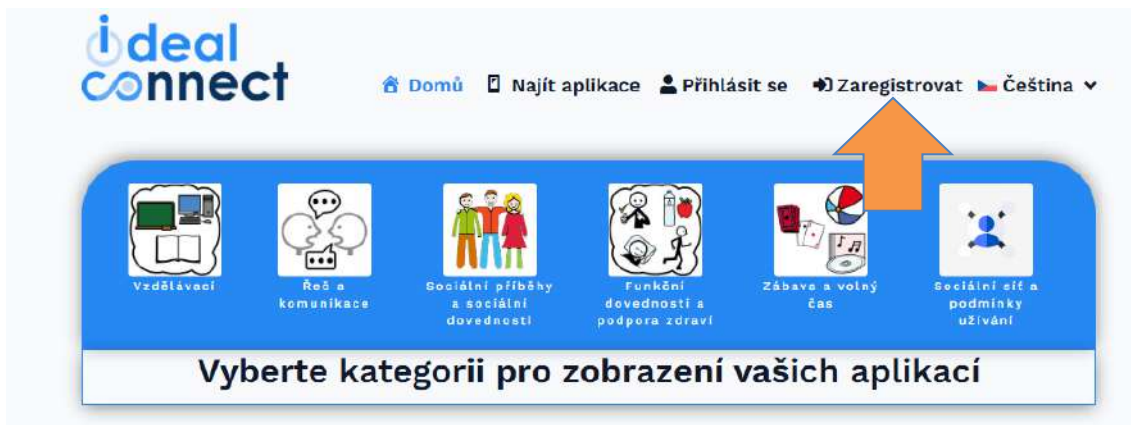 ideal
connect
Domů Najít aplikace Přihlásit se Zaregistrovat Čeština
Vzdělávací
Řeč a
komunikace
Sociální příběhy
a sociální
dovednosti
Funkční
dovednosti a
podpora zdraví
Zábava a volný
čas
Sociální síť a
podmínky
užívání
Vyberte kategorii pro zobrazení vašich aplikací